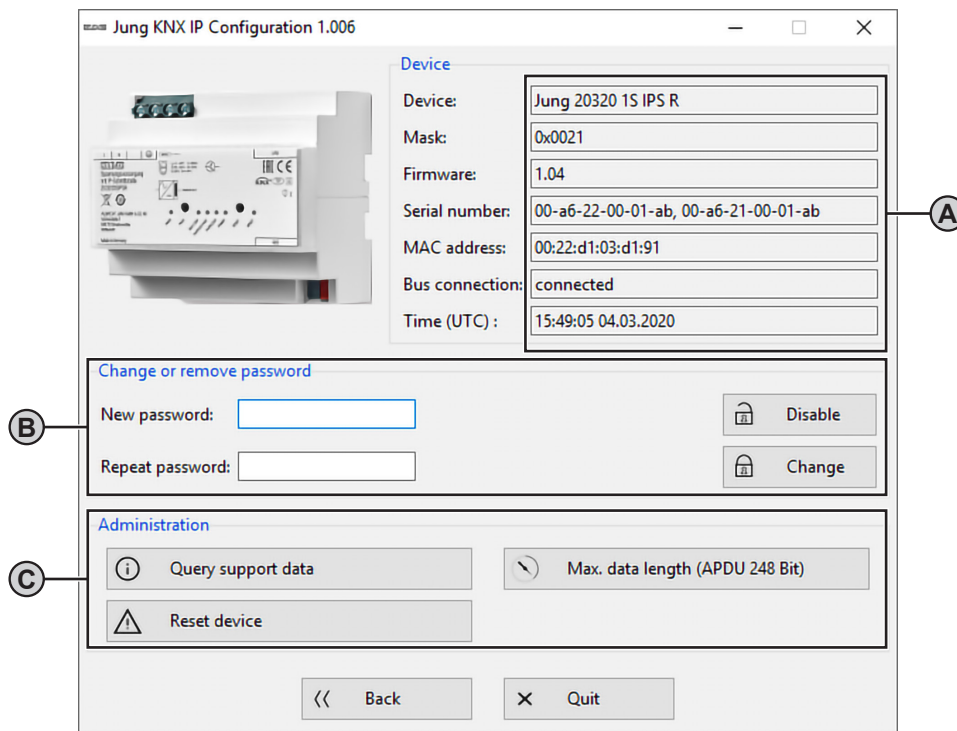 Jung KNX IP Configuration 1.006
Device
Device: Jung 20320 1S IPS R
Mask: 0x0021
Firmware: 1.04
Serial number: 00-a6-22-00-01-ab, 00-a6-21-00-01-ab
A
MAC address: 00:22:d1:03:d1:91
Bus connection: connected
Time (UTC) : 15:49:05 04.03.2020
Change or remove password
B
New password:
Disable
Repeat password:
Change
Administration
C
Query support data
Max. data length (APDU 248 Bit)
Reset device
Back
Quit